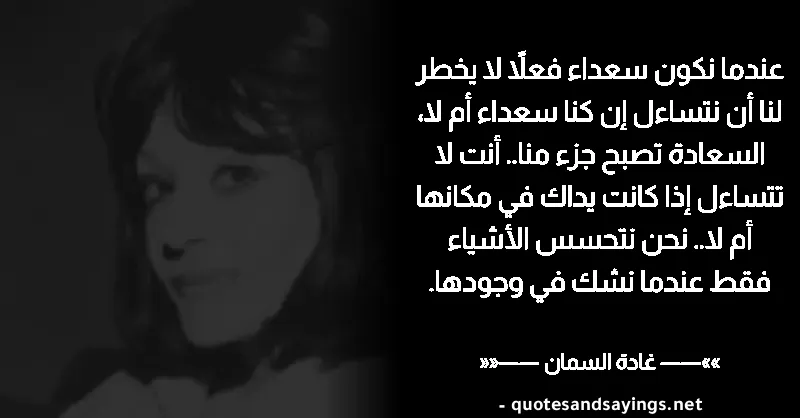 عندما نكون سعداء فعلًا لا يخطر
لنا أن نتساءل إن كنا سعداء أم لا،
السعادة تصبح جزء منا.. أنت لا
تتساءل إذا كانت يداك في مكانها
أم لا.. نحن نتحسس الأشياء
فقط عندما نشك في وجودها.
»»—— غادة السمان ——««
- quotesandsayings.net